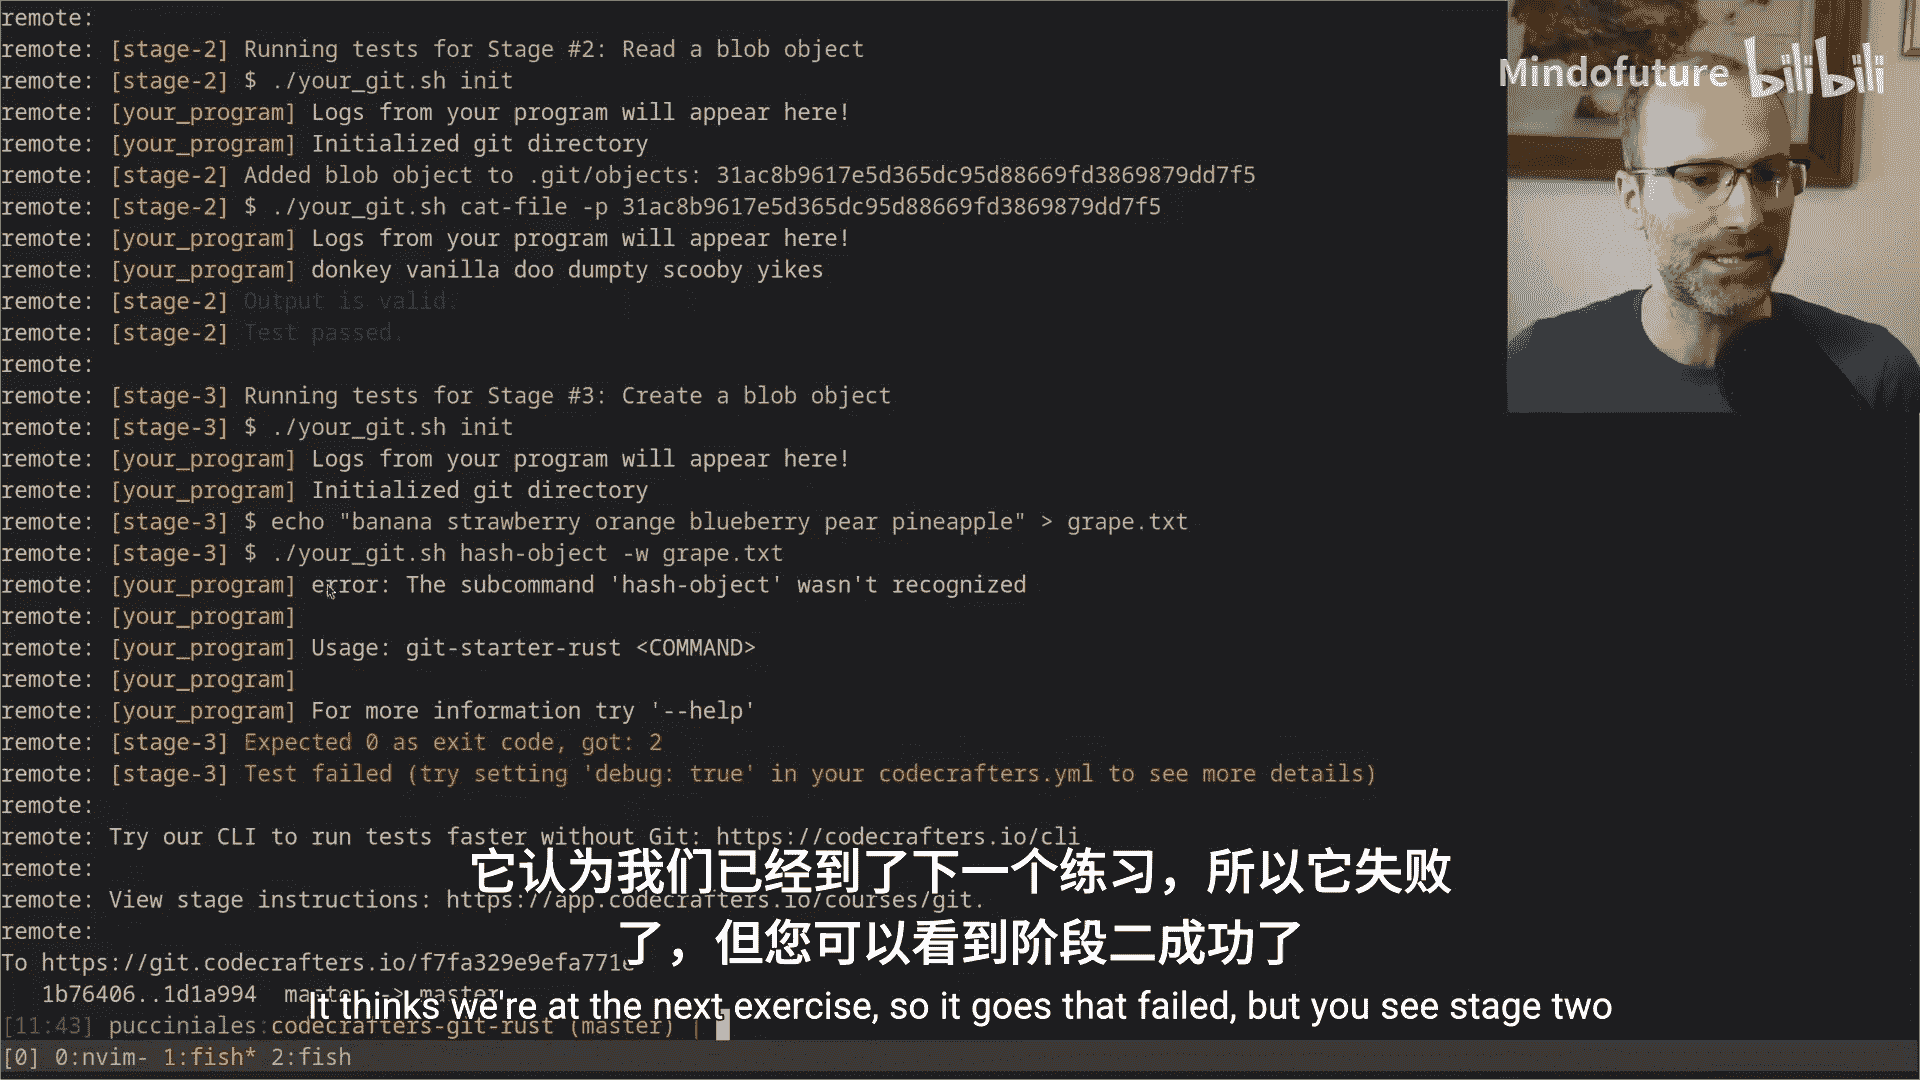 remote:
remote: [stage-2] Running tests for Stage #2: Read a blob object
remote: [stage-2] $ ./your_git.sh init
remote: [your_program] Logs from your program will appear here!
remote: [your_program] Initialized git directory
remote: [stage-2] Added blob object to .git/objects: 31ac8b9617e5d365dc95d88669fd3869879dd7f5
remote: [stage-2] $ ./your_git.sh cat-file -p 31ac8b9617e5d365dc95d88669fd3869879dd7f5
remote: [your_program] Logs from your program will appear here!
remote: [your_program] donkey vanilla doo dumpty scooby yikes
remote: [stage-2] Output is valid.
remote: [stage-2] Test passed.
remote:
remote: [stage-3] Running tests for Stage #3: Create a blob object
remote: [stage-3] $ ./your_git.sh init
remote: [your_program] Logs from your program will appear here!
remote: [your_program] Initialized git directory
remote: [stage-3] $ echo "banana strawberry orange blueberry pear pineapple" > grape.txt
remote: [stage-3] $ ./your_git.sh hash-object -w grape.txt
remote: [your_program] error: The subcommand 'hash-object' wasn't recognized
remote: [your_program]
remote: [your_program] Usage: git-starter-rust <COMMAND>
remote: [your_program]
remote: [your_program] For more information try '--help'
remote: [stage-3] Expected 0 as exit code, got: 2
remote: [stage-3] Test failed (try setting 'debug: true' in your codecrafters.yml to see more details)
remote:
remote: Try our CLI to run tests faster without Git: https://codecrafters.io/cli
remote:
remote: View stage instructions: https://app.codecrafters.io/courses/git.
remote:
To https://git.codecrafters.io/f7fa329e9efa771e
1b76406..1d1a994 master -> master
[11:43] pucciniales:codecrafters-git-rust (master) |
[0] 0:nvim- 1:fish* 2:fish
Mindofuture bilibili
它认为我们已经到了下一个练习，所以它失败
了，但您可以看到阶段二成功了
It thinks we're at the next exercise, so it goes that failed, but you see stage two